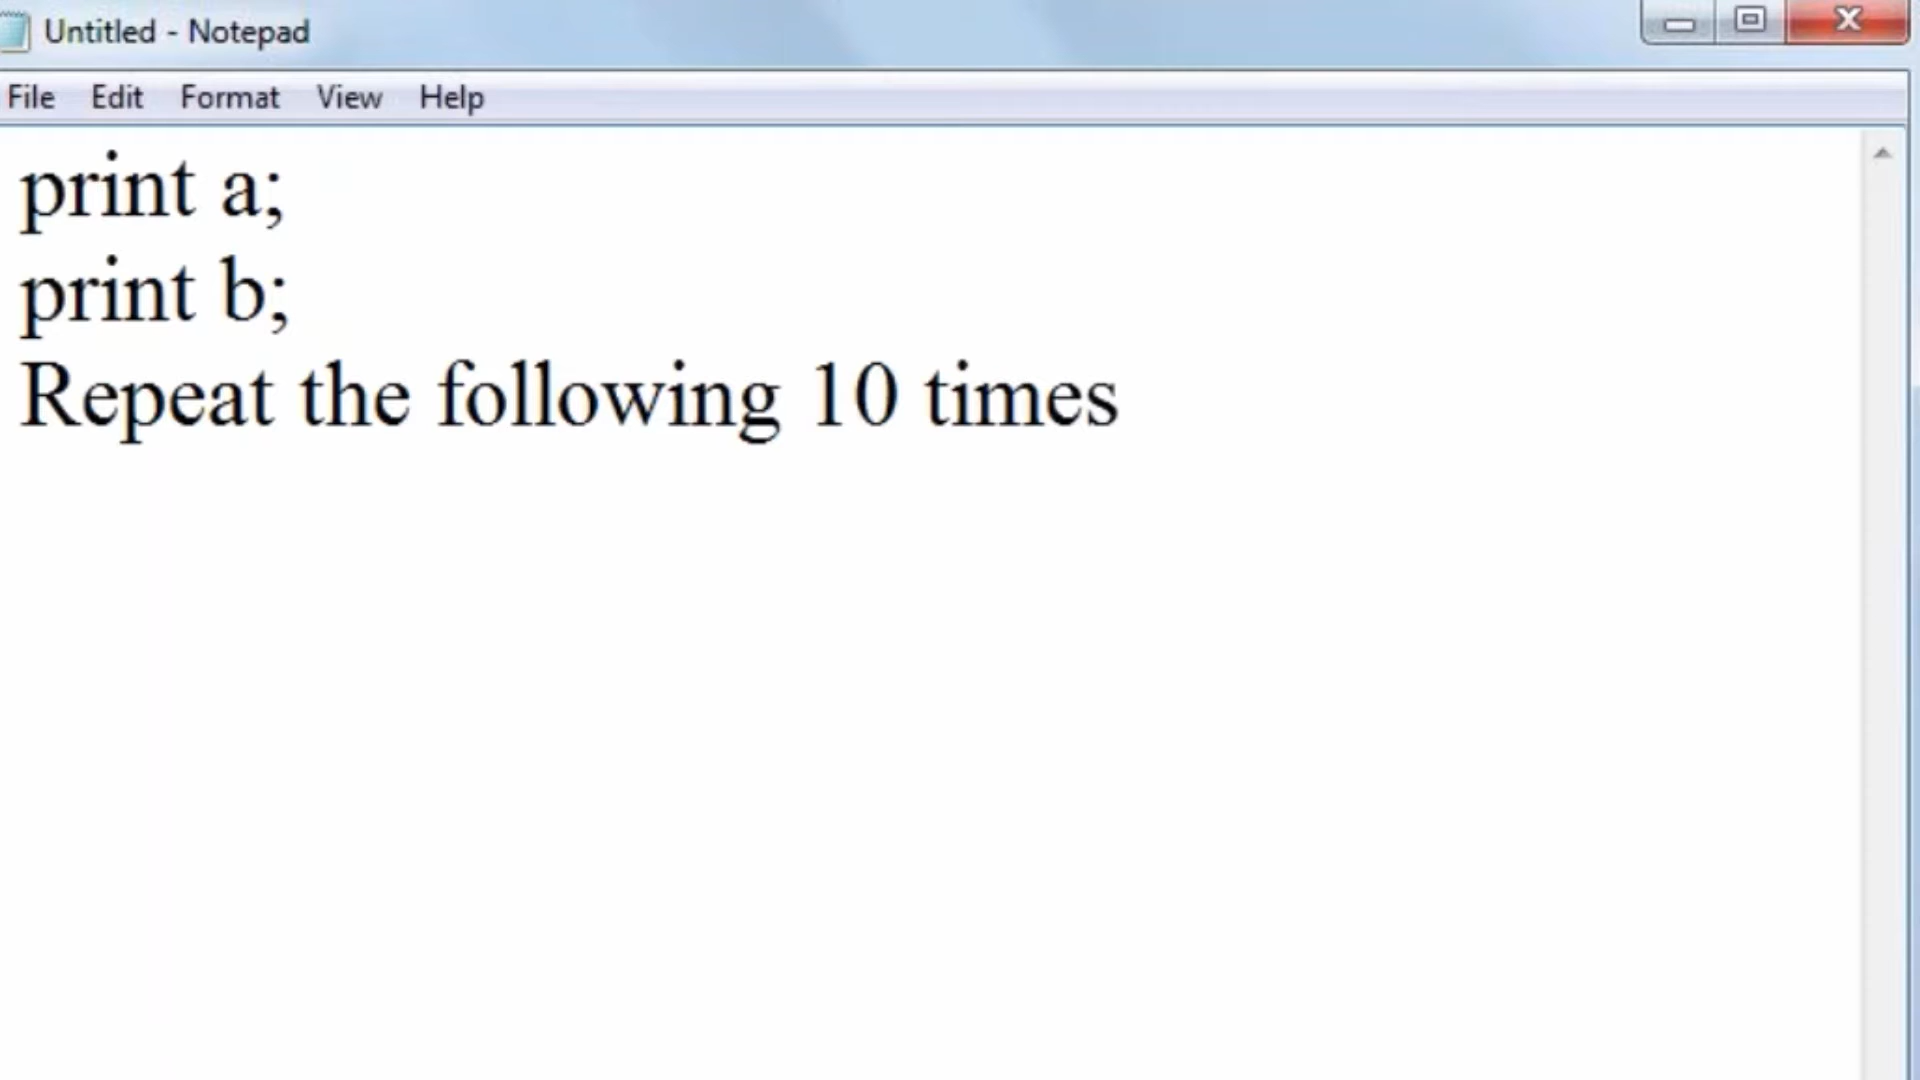 Untitled - Notepad
File Edit Format View Help
print a;
print b;
Repeat the following 10 times